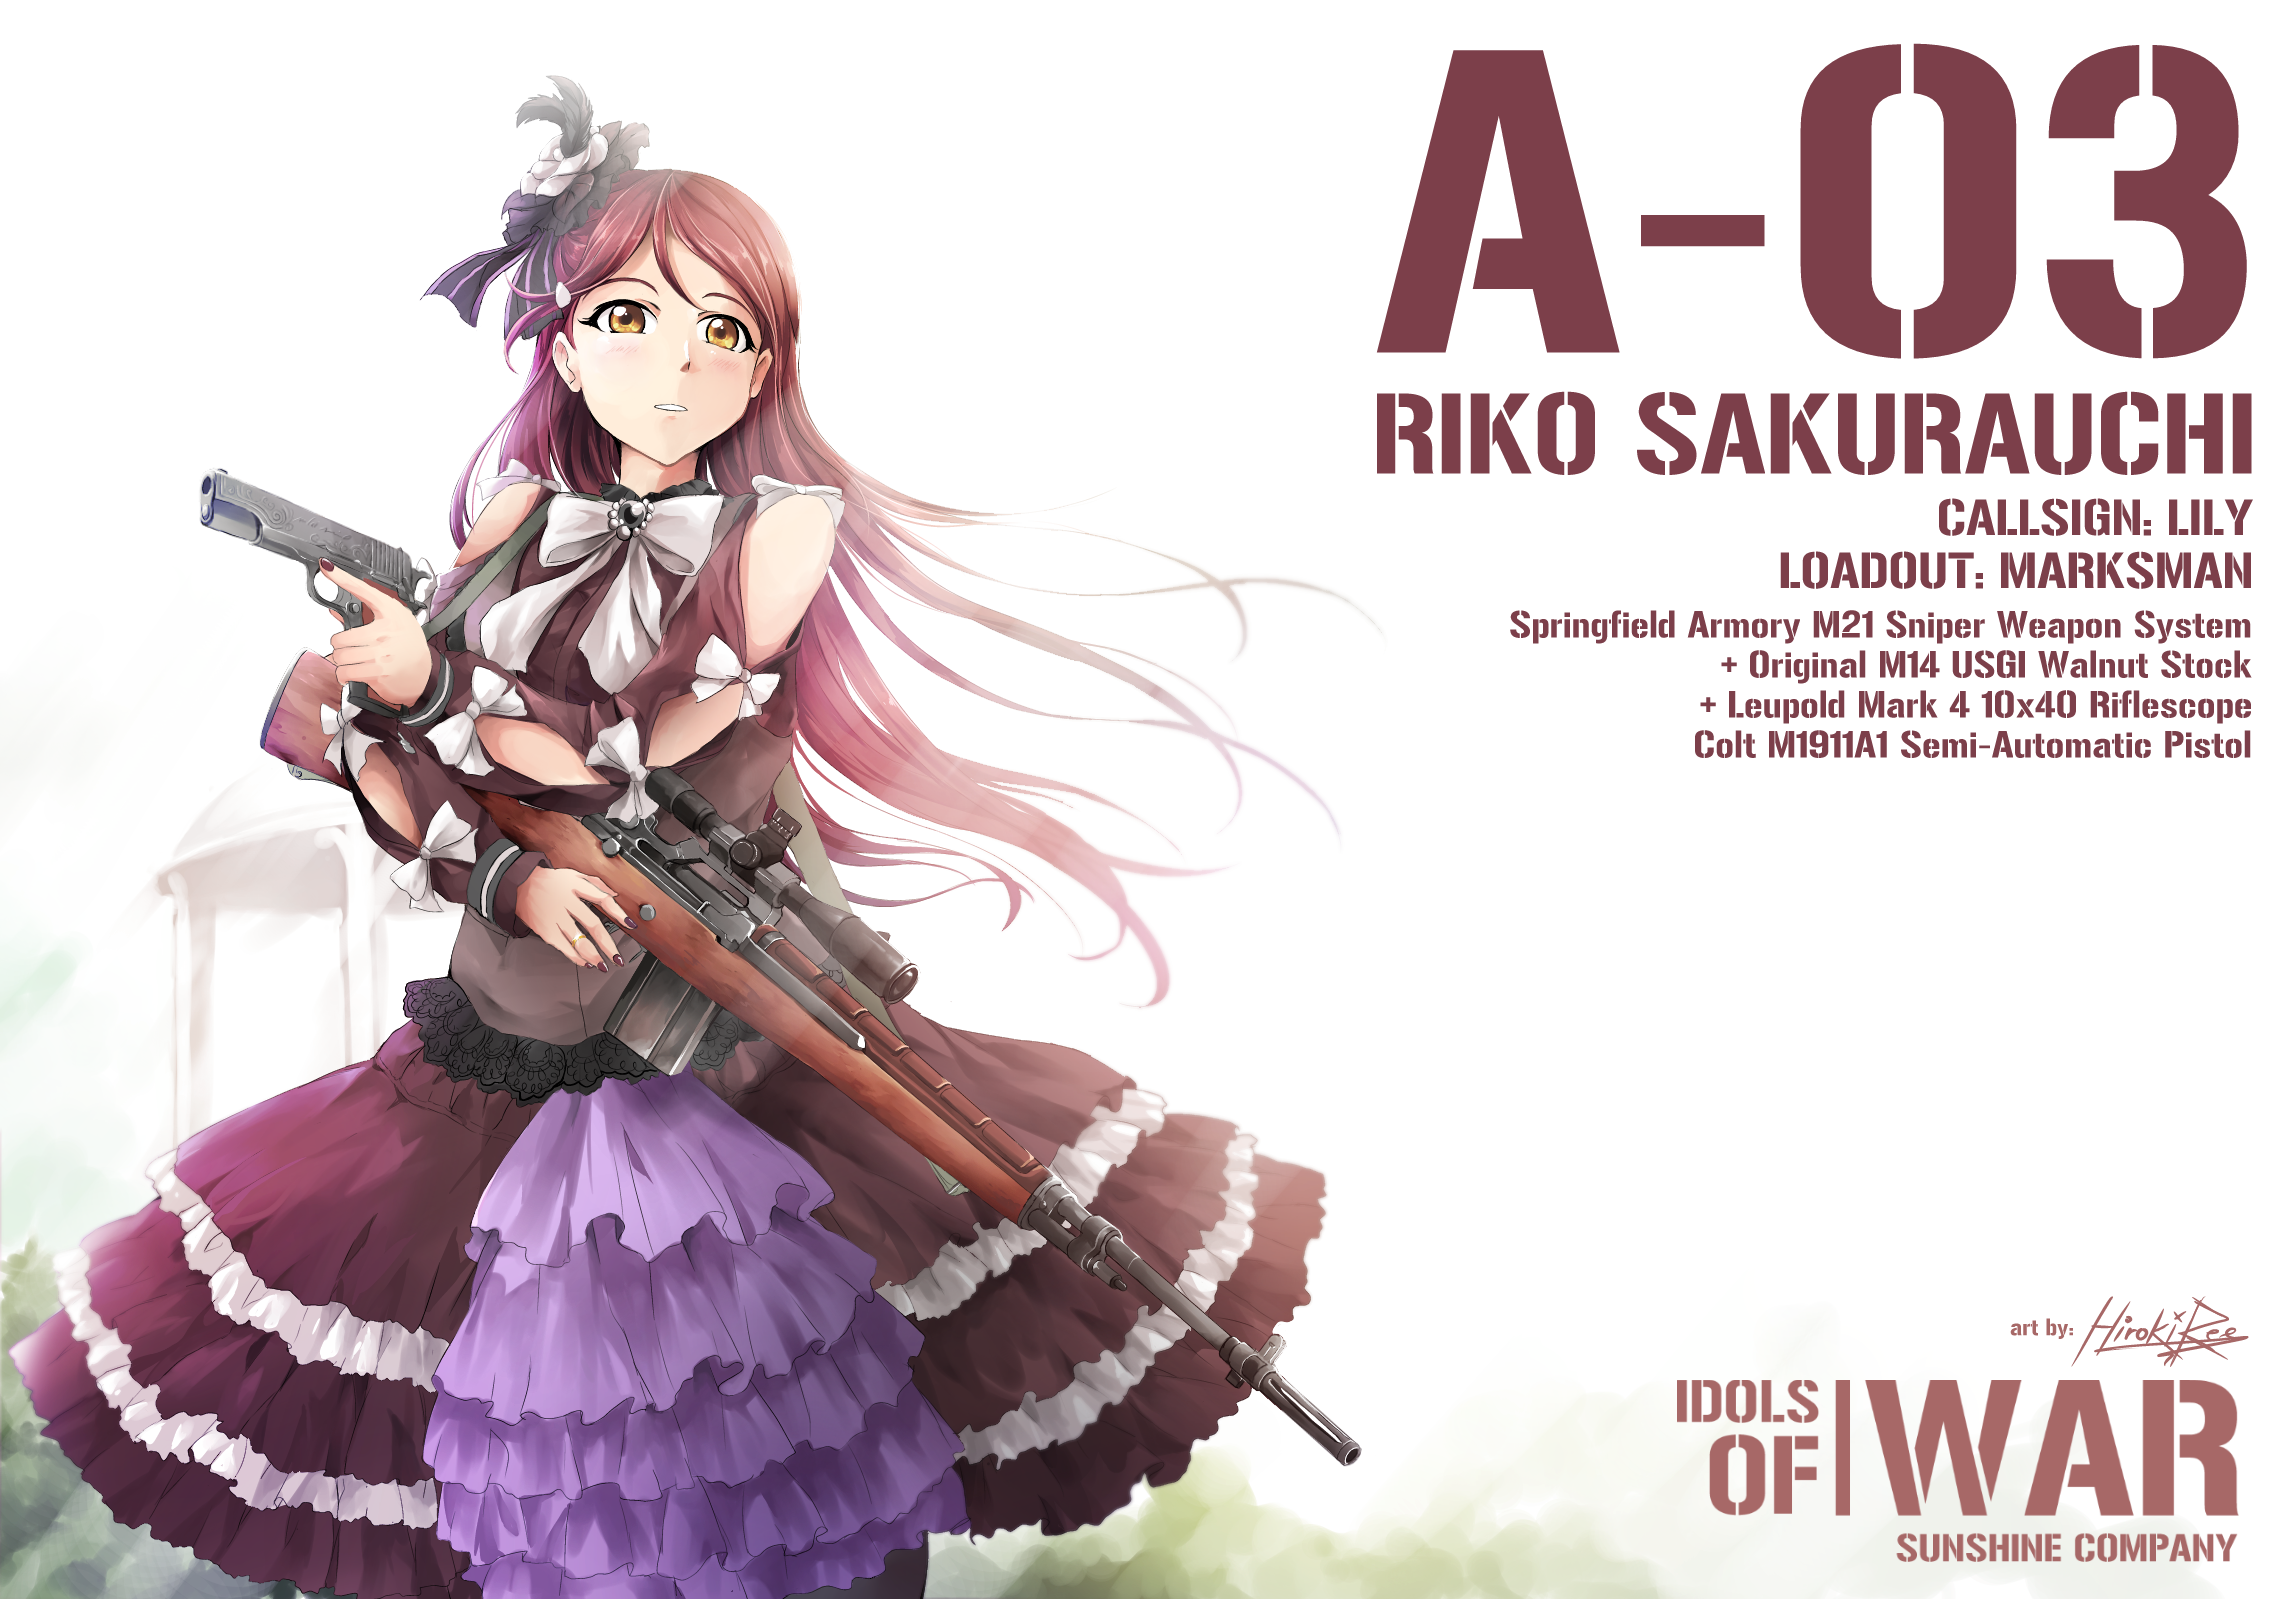 A-03
RIKO SAKURAUCHI
CALLSIGN: LILY
LOADOUT: MARKSMAN
Springfield Armory M21 Sniper Weapon System
+ Original M14 USGI Walnut Stock
+ Leupold Mark 4 10x40 Riflescope
Colt M1911A1 Semi-Automatic Pistol
art by: HirokiRee
IDOLS
OF
WAR
SUNSHINE COMPANY